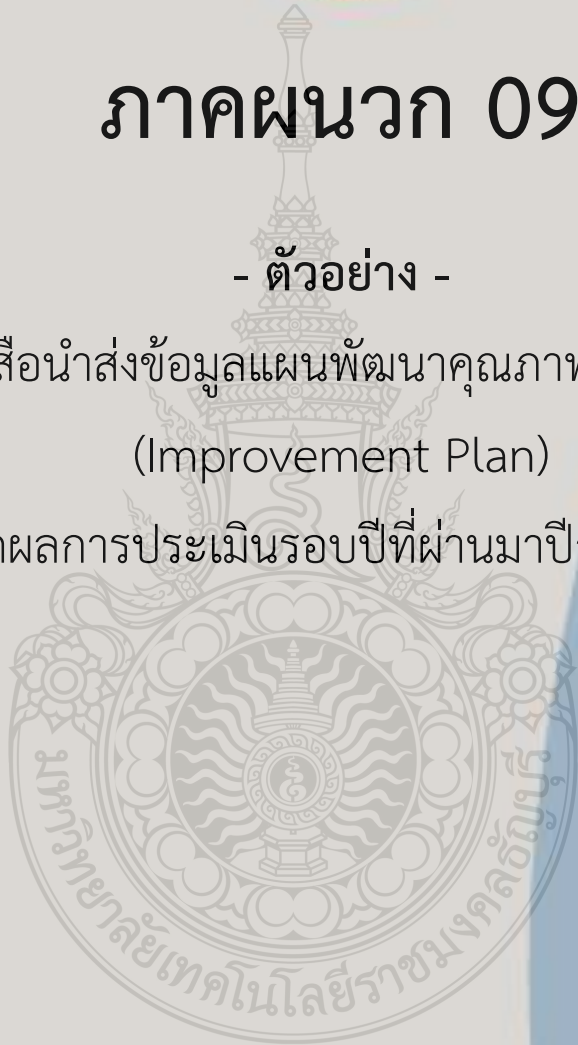 ภาคผนวก 09
- ตัวอย่าง -
สือนำส่งข้อมูลแผนพัฒนาคุณภาพ
(Improvement Plan)
ผลการประเมินรอบปีที่ผ่านมาปี
มหาวิทยาลัยเทคโนโลยีราชมงคลธัญบุรี